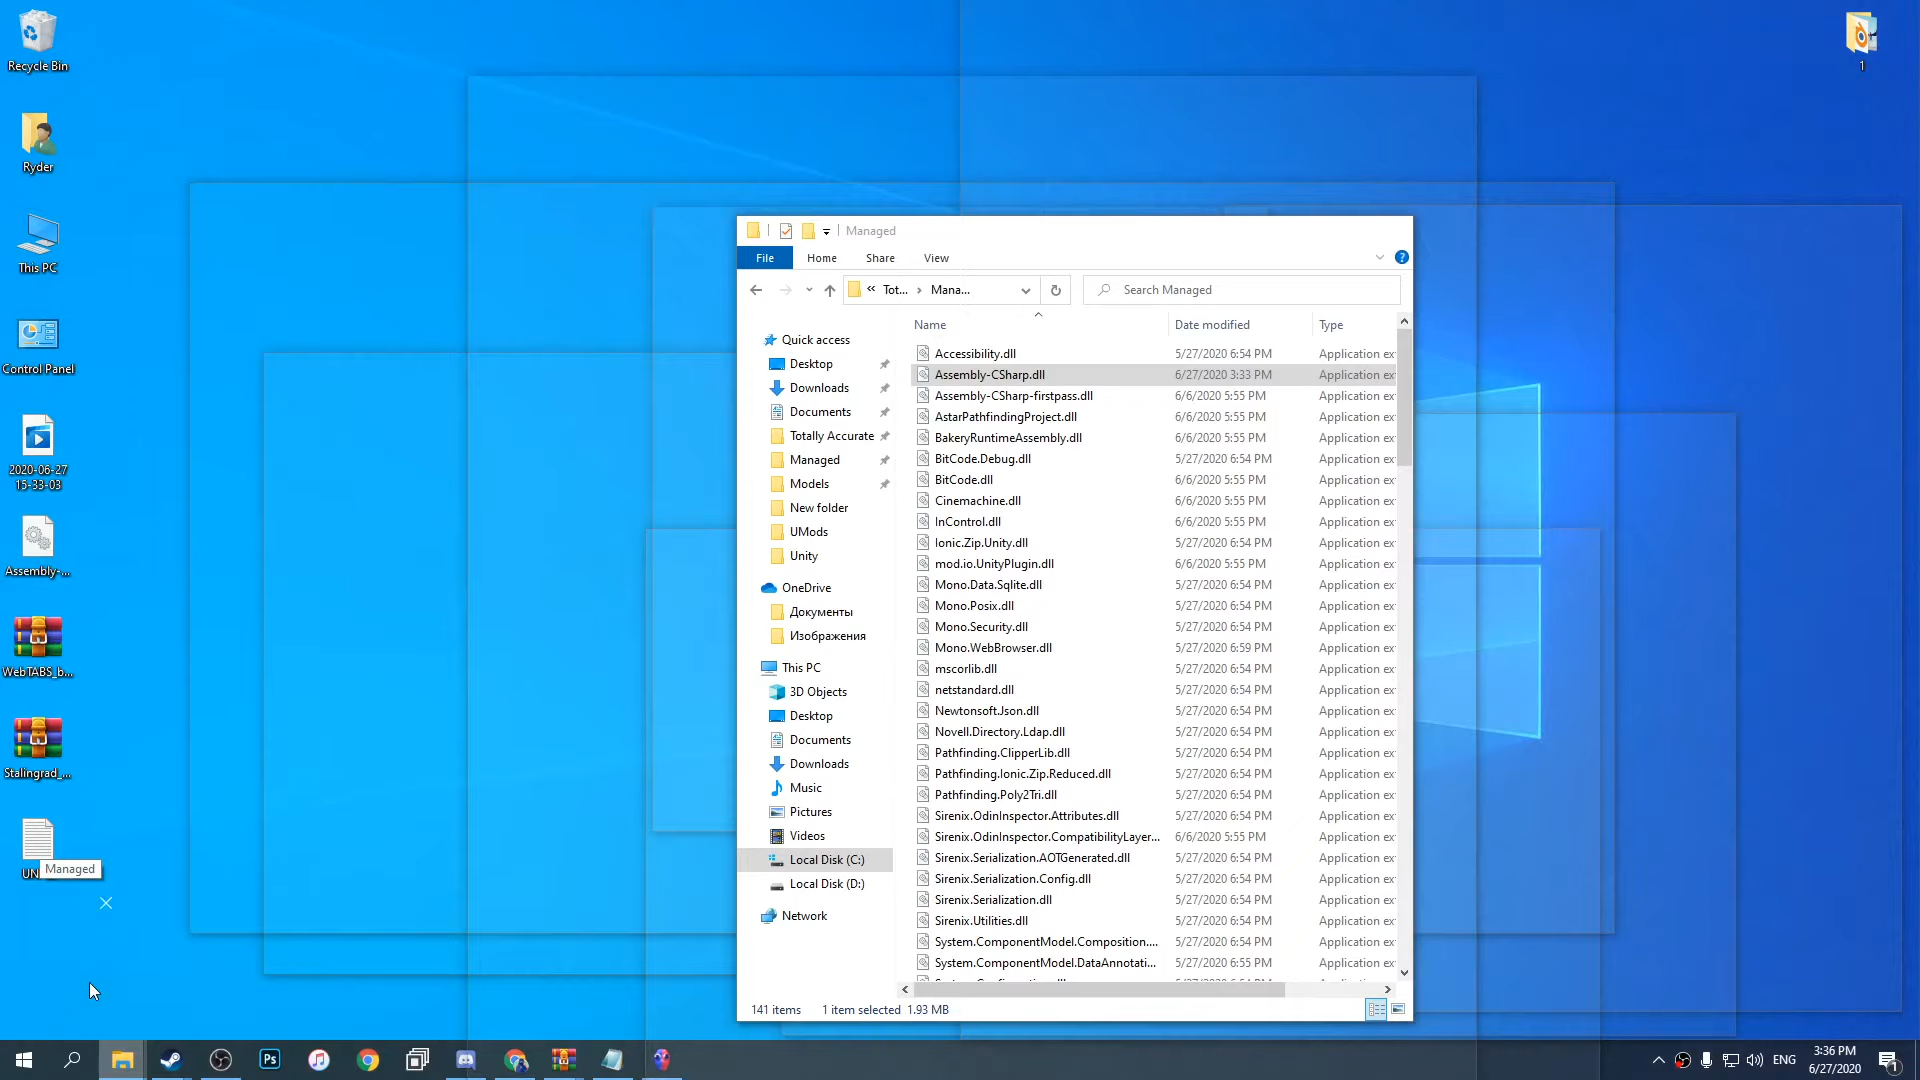 Recycle Bin
Ryder
This PC
Control Panel
2020-06-27
15-33-03
Assembly-...
WebTABS_b...
Stalingrad_...
UN
Managed
1
Managed
File
Home
Share
View
Tot...
Mana...
Search Managed
Quick access
Desktop
Downloads
Documents
Totally Accurate
Managed
Models
New folder
UMods
Unity
OneDrive
Документы
Изображения
This PC
3D Objects
Desktop
Documents
Downloads
Music
Pictures
Videos
Local Disk (C:)
Local Disk (D:)
Network
Name Date modified Type
Accessibility.dll 5/27/2020 6:54 PM Application ex
Assembly-CSharp.dll 6/27/2020 3:33 PM Application ex
Assembly-CSharp-firstpass.dll 6/6/2020 5:55 PM Application ex
AstarPathfindingProject.dll 6/6/2020 5:55 PM Application ex
BakeryRuntimeAssembly.dll 6/6/2020 5:55 PM Application ex
BitCode.Debug.dll 5/27/2020 6:54 PM Application ex
BitCode.dll 5/27/2020 6:54 PM Application ex
Cinemachine.dll 6/6/2020 5:55 PM Application ex
InControl.dll 6/6/2020 5:55 PM Application ex
Ionic.Zip.Unity.dll 5/27/2020 6:54 PM Application ex
mod.io.UnityPlugin.dll 6/6/2020 5:55 PM Application ex
Mono.Data.Sqlite.dll 5/27/2020 6:54 PM Application ex
Mono.Posix.dll 5/27/2020 6:54 PM Application ex
Mono.Security.dll 5/27/2020 6:54 PM Application ex
Mono.WebBrowser.dll 5/27/2020 6:59 PM Application ex
mscorlib.dll 5/27/2020 6:54 PM Application ex
netstandard.dll 5/27/2020 6:54 PM Application ex
Newtonsoft.Json.dll 5/27/2020 6:54 PM Application ex
Novell.Directory.Ldap.dll 5/27/2020 6:54 PM Application ex
Pathfinding.ClipperLib.dll 5/27/2020 6:54 PM Application ex
Pathfinding.Ionic.Zip.Reduced.dll 5/27/2020 6:54 PM Application ex
Pathfinding.Poly2Tri.dll 5/27/2020 6:54 PM Application ex
Sirenix.OdinInspector.Attributes.dll 5/27/2020 6:54 PM Application ex
Sirenix.OdinInspector.CompatibilityLayer... 6/6/2020 5:55 PM Application ex
Sirenix.Serialization.AOTGenerated.dll 5/27/2020 6:54 PM Application ex
Sirenix.Serialization.Config.dll 5/27/2020 6:54 PM Application ex
Sirenix.Serialization.dll 5/27/2020 6:54 PM Application ex
Sirenix.Utilities.dll 5/27/2020 6:54 PM Application ex
System.ComponentModel.Composition.... 5/27/2020 6:54 PM Application ex
System.ComponentModel.DataAnnotati... 5/27/2020 6:55 PM Application ex
141 items 1 item selected 1.93 MB
Ps
ENG
3:36 PM
6/27/2020
1